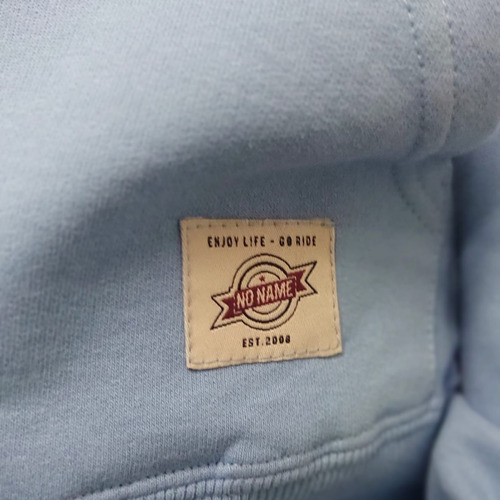 ENJOY LIFE - GO RIDE
NO NAME
EST.2008